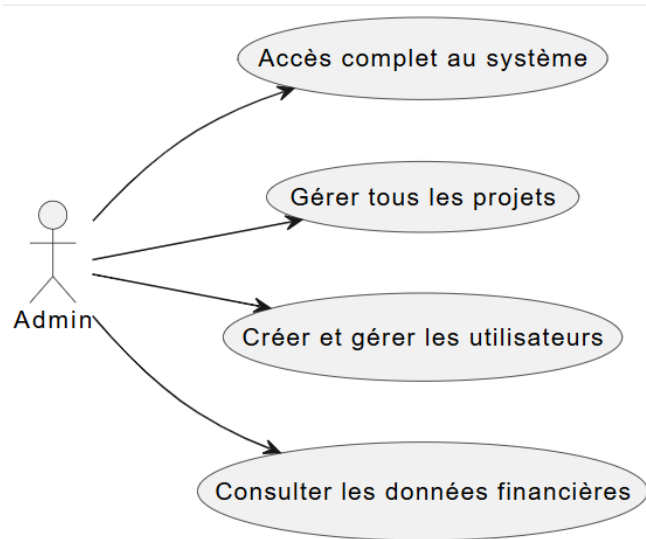 Accès complet au système
Gérer tous les projets
Admin
Créer et gérer les utilisateurs
Consulter les données financières